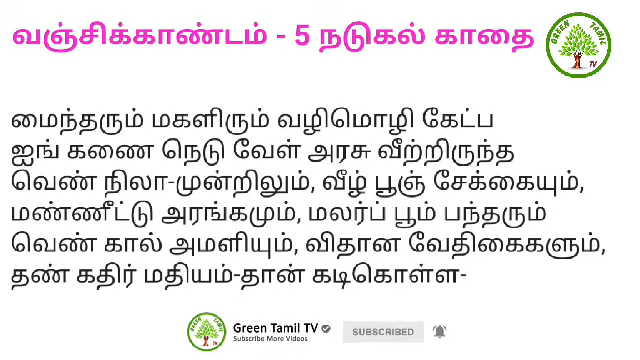 வஞ்சிக்காண்டம் - 5 நடுகல் காதை
GREEN TAMIL TV
மைந்தரும் மகளிரும் வழிமொழி கேட்ப
ஐங் கணை நெடு வேள் அரசு வீற்றிருந்த
வெண் நிலா-முன்றிலும், வீழ் பூஞ் சேக்கையும்,
மண்ணீட்டு அரங்கமும், மலர்ப் பூம் பந்தரும்
வெண் கால் அமளியும், விதான வேதிகைகளும்,
தண் கதிர் மதியம்-தான் கடிகொள்ள-
Green Tamil TV
Subscribe More Videos
SUBSCRIBED